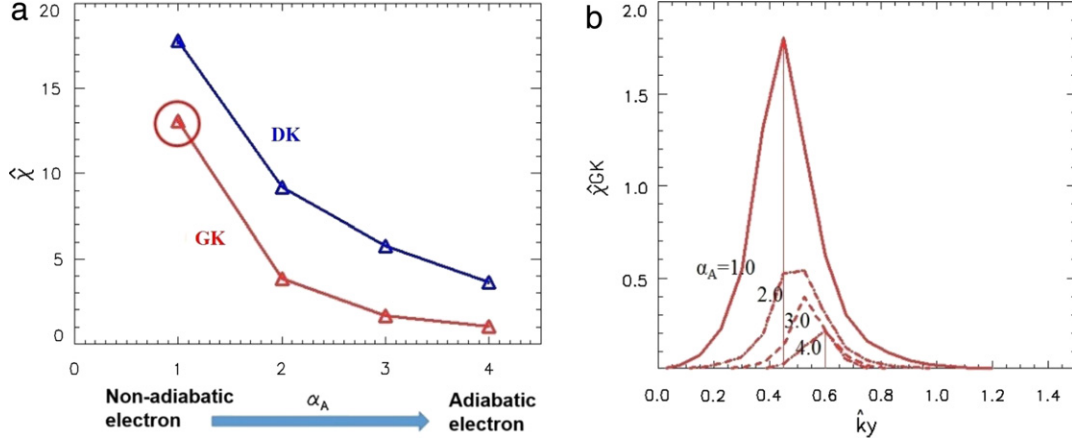 a
20
15
10
5
0
χ̂
DK
GK
0 1 2 3 4
Non-adiabatic electron
α_A
Adiabatic electron
b
2.0
1.5
1.0
0.5
χ̂GK
α_A=1.0
2.0
3.0
4.0
0.0 0.2 0.4 0.6 0.8 1.0 1.2 1.4
k̂y